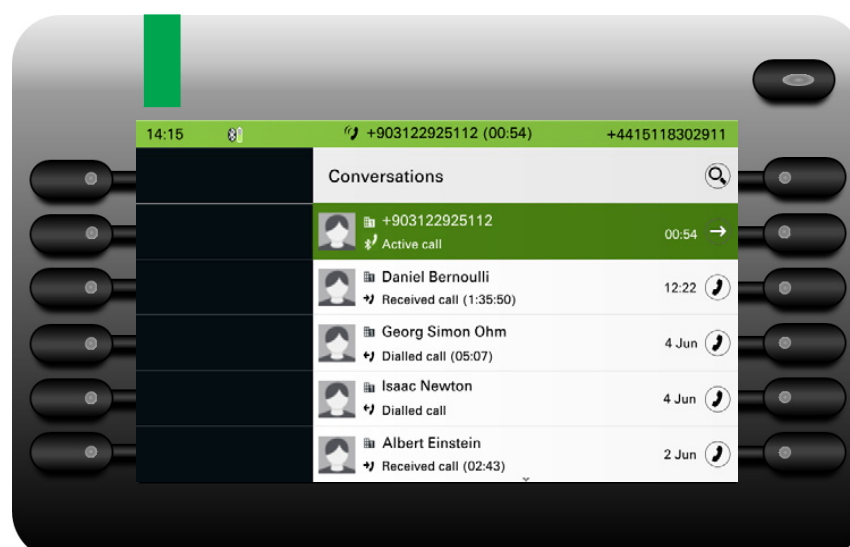 14:15 +903122925112 (00:54) +4415118302911
Conversations
+903122925112
Active call 00:54
Daniel Bernoulli
Received call (1:35:50) 12:22
Georg Simon Ohm
Dialled call (05:07) 4 Jun
Isaac Newton
Dialled call 4 Jun
Albert Einstein
Received call (02:43) 2 Jun